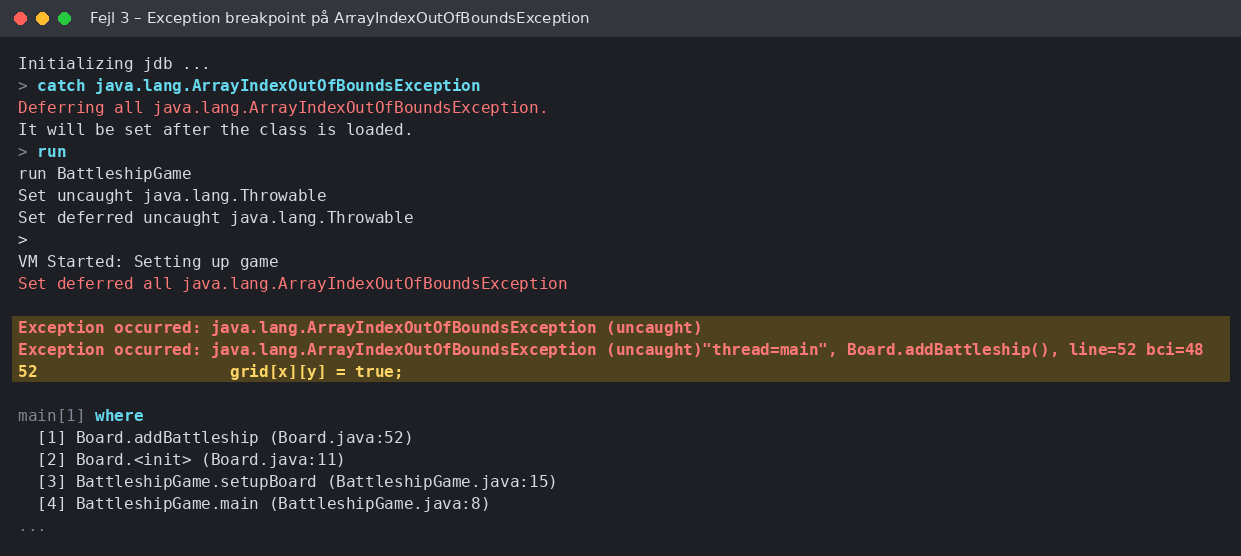 Fejl 3 – Exception breakpoint på ArrayIndexOutOfBoundsException
Initializing jdb ...
> catch java.lang.ArrayIndexOutOfBoundsException
Deferring all java.lang.ArrayIndexOutOfBoundsException.
It will be set after the class is loaded.
> run
run BattleshipGame
Set uncaught java.lang.Throwable
Set deferred uncaught java.lang.Throwable
>
VM Started: Setting up game
Set deferred all java.lang.ArrayIndexOutOfBoundsException
Exception occurred: java.lang.ArrayIndexOutOfBoundsException (uncaught)
Exception occurred: java.lang.ArrayIndexOutOfBoundsException (uncaught)"thread=main", Board.addBattleship(), line=52 bci=48
52                    grid[x][y] = true;
main[1] where
  [1] Board.addBattleship (Board.java:52)
  [2] Board.<init> (Board.java:11)
  [3] BattleshipGame.setupBoard (BattleshipGame.java:15)
  [4] BattleshipGame.main (BattleshipGame.java:8)
...